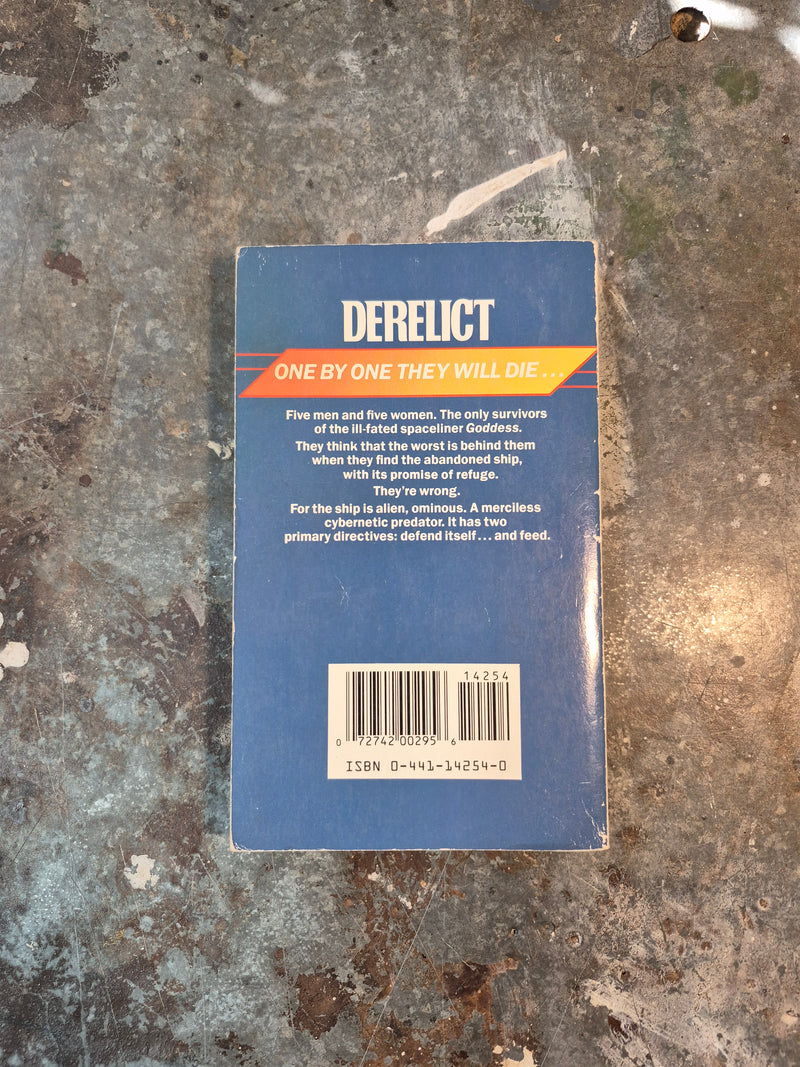 DERELICT
ONE BY ONE THEY WILL DIE...
Five men and five women. The only survivors
of the ill-fated spaceliner Goddess.
They think that the worst is behind them
when they find the abandoned ship,
with its promise of refuge.
They're wrong.
For the ship is alien, ominous. A merciless
cybernetic predator. It has two
primary directives: defend itself... and feed.
14254
0 72742 00295 6
ISBN 0-441-14254-0